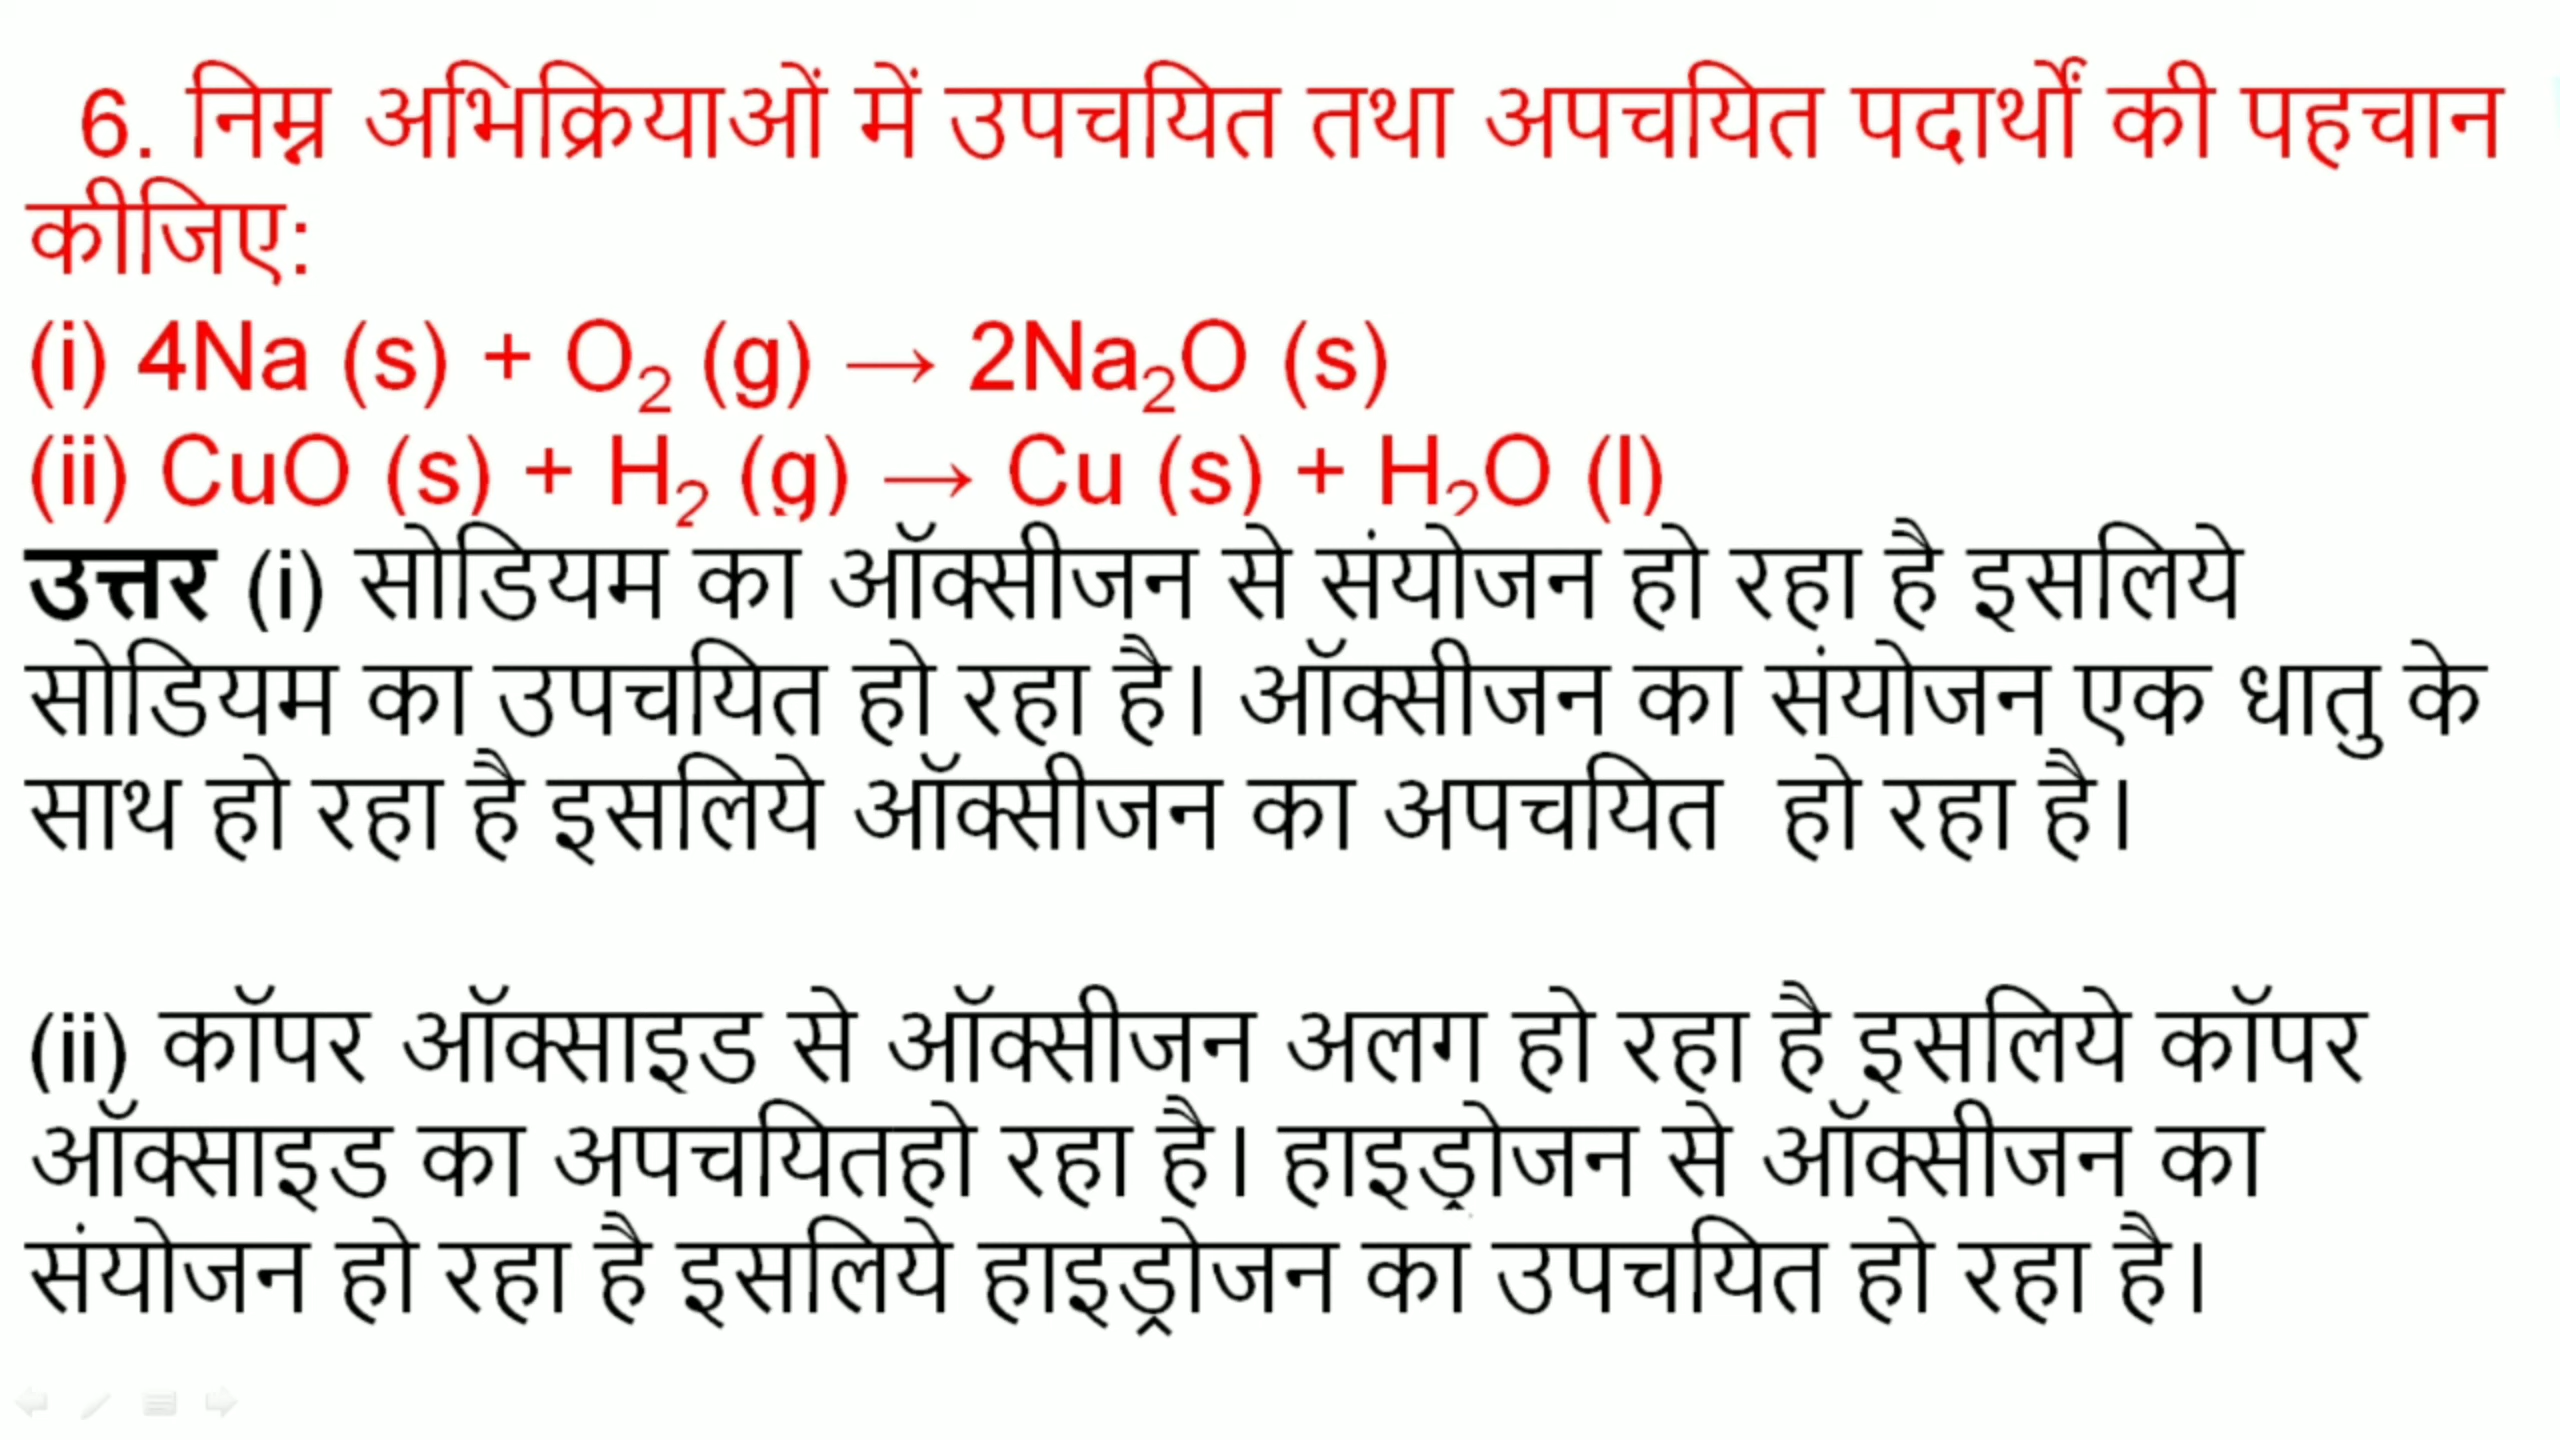 6. निम्न अभिक्रियाओं में उपचयित तथा अपचयित पदार्थों की पहचान
कीजिए:
(i) 4Na (s) + O₂ (g) → 2Na₂O (s)
(ii) CuO (s) + H₂ (g) → Cu (s) + H₂O (l)
उत्तर (i) सोडियम का ऑक्सीजन से संयोजन हो रहा है इसलिये
सोडियम का उपचयित हो रहा है। ऑक्सीजन का संयोजन एक धातु के
साथ हो रहा है इसलिये ऑक्सीजन का अपचयित हो रहा है।
(ii) कॉपर ऑक्साइड से ऑक्सीजन अलग हो रहा है इसलिये कॉपर
ऑक्साइड का अपचयितहो रहा है। हाइड्रोजन से ऑक्सीजन का
संयोजन हो रहा है इसलिये हाइड्रोजन का उपचयित हो रहा है।